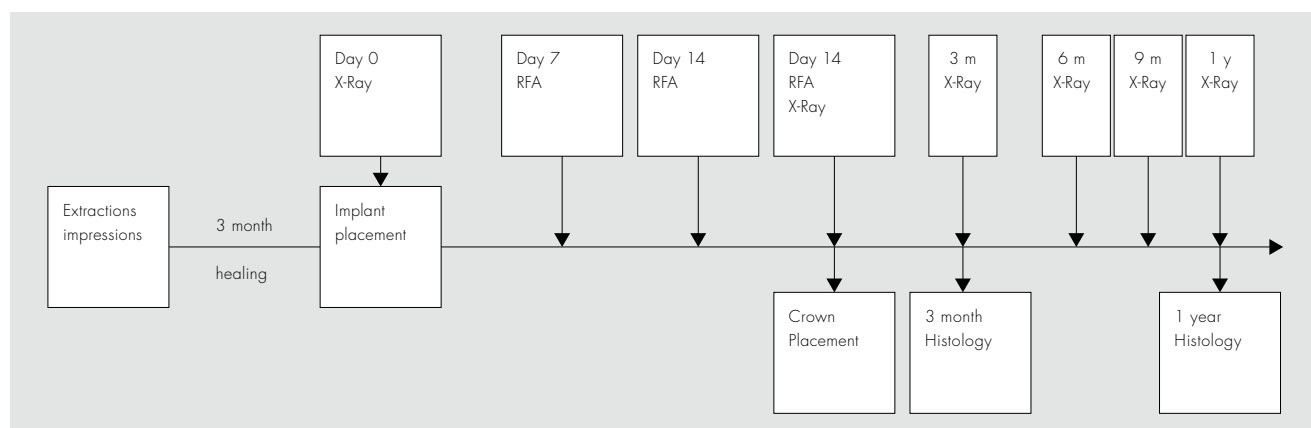 Day 0
X-Ray
Day 7
RFA
Day 14
RFA
Day 14
RFA
X-Ray
3 m
X-Ray
6 m
X-Ray
9 m
X-Ray
1 y
X-Ray
Extractions
impressions
3 month
healing
Implant
placement
Crown
Placement
3 month
Histology
1 year
Histology